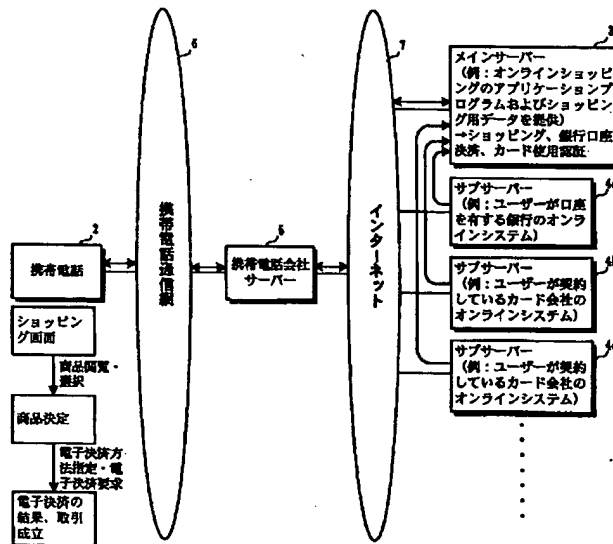 6
7
3
メインサーバー
（例：オンラインショッピ
ングのアプリケーションプ
ログラムおよびショッピン
グ用データを提供）
→ショッピング、銀行口座
決済、カード使用認証
サブサーバー
（例：ユーザーが口座
を有する銀行のオンラ
インシステム）
サブサーバー
（例：ユーザーが契約
しているカード会社の
オンラインシステム）
サブサーバー
（例：ユーザーが契約
しているカード会社の
オンラインシステム）
インターネット
5
携帯電話会社
サーバー
携帯電話通信網
2
携帯電話
ショッピン
グ画面
商品閲覧・
選択
商品決定
電子決済方
法指定・電
子決済要求
電子決済の
結果、取引
成立